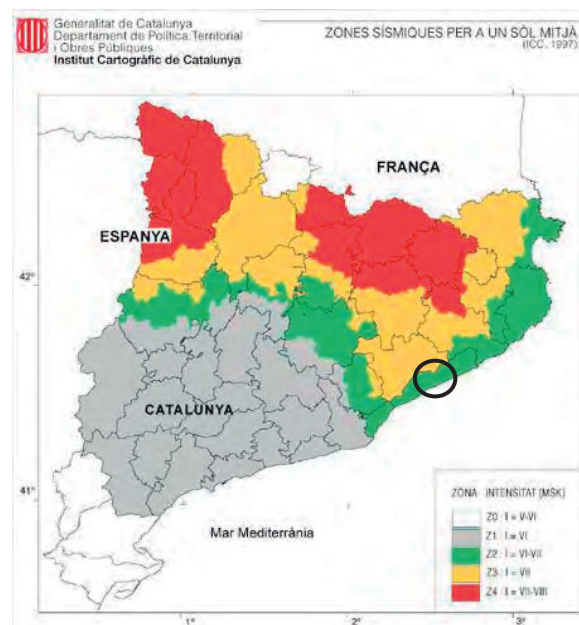 Generalitat de Catalunya
Departament de Política Territorial
i Obres Públiques
Institut Cartogràfic de Catalunya
ZONES SÍSMIQUES PER A UN SÒL MITJÀ
(ICC, 1997)
FRANÇA
ESPANYA
42°
CATALUNYA
41°
Mar Mediterrània
ZONA INTENSITAT (MSK)
Z0 : I = V-VI
Z1 : I = VI
Z2 : I = VI-VII
Z3 : I = VII
Z4 : I = VII-VIII
1° 2° 3°